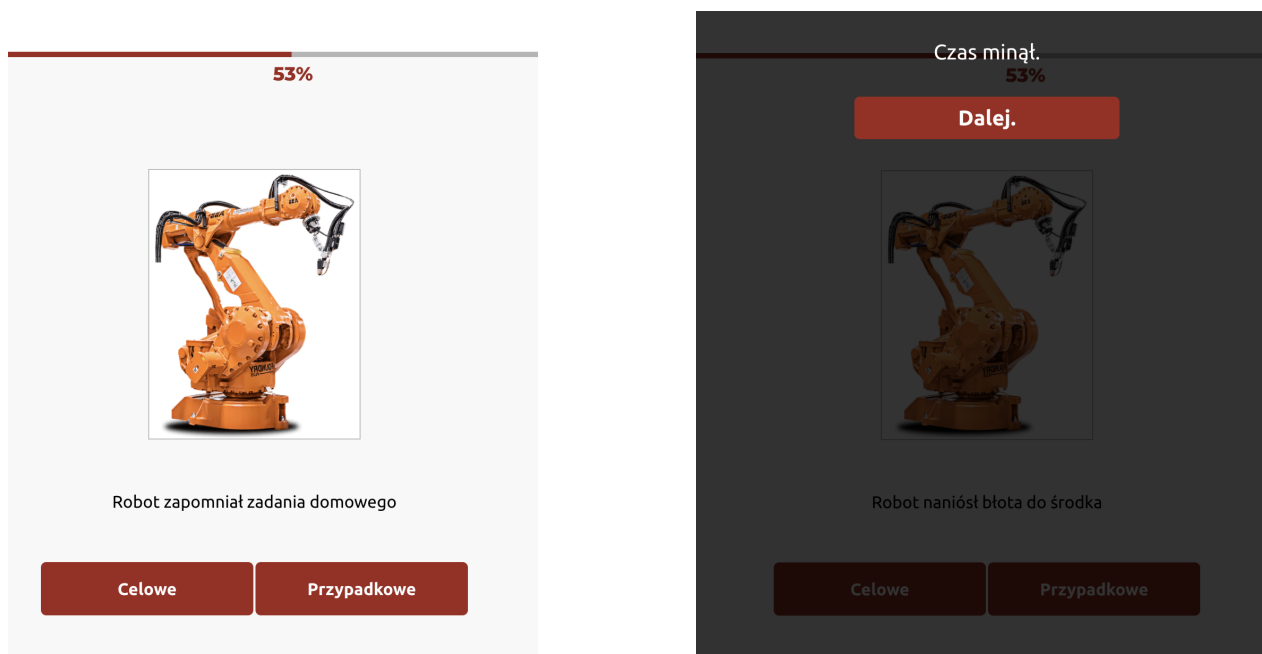 53%
Robot zapomniał zadania domowego
Celowe
Przypadkowe
Czas minął.
53%
Dalej.
Robot naniósł błota do środka
Celowe
Przypadkowe